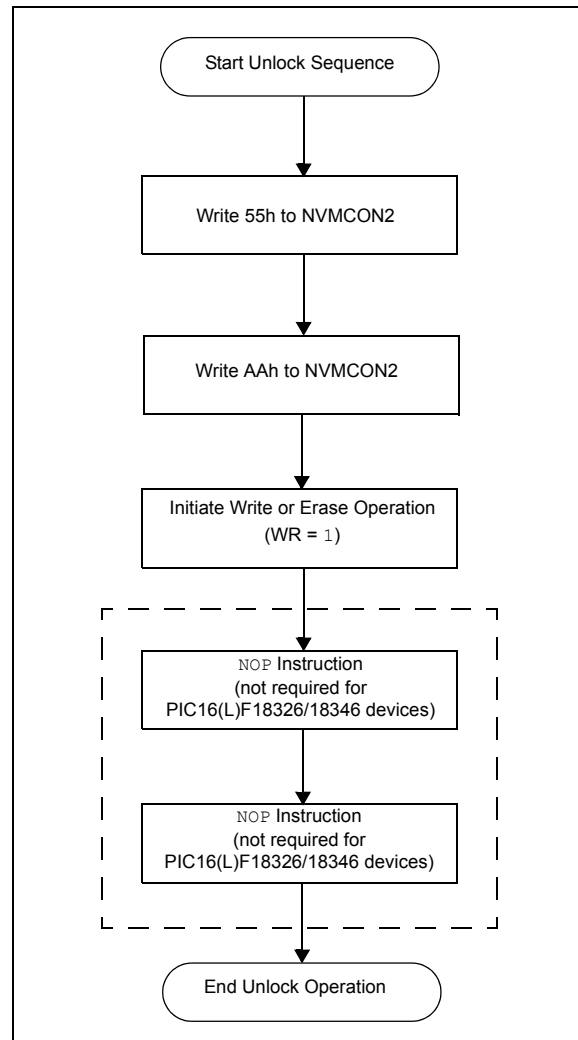 Start Unlock Sequence
Write 55h to NVMCON2
Write AAh to NVMCON2
Initiate Write or Erase Operation
(WR = 1)
NOP Instruction
(not required for
PIC16(L)F18326/18346 devices)
NOP Instruction
(not required for
PIC16(L)F18326/18346 devices)
End Unlock Operation